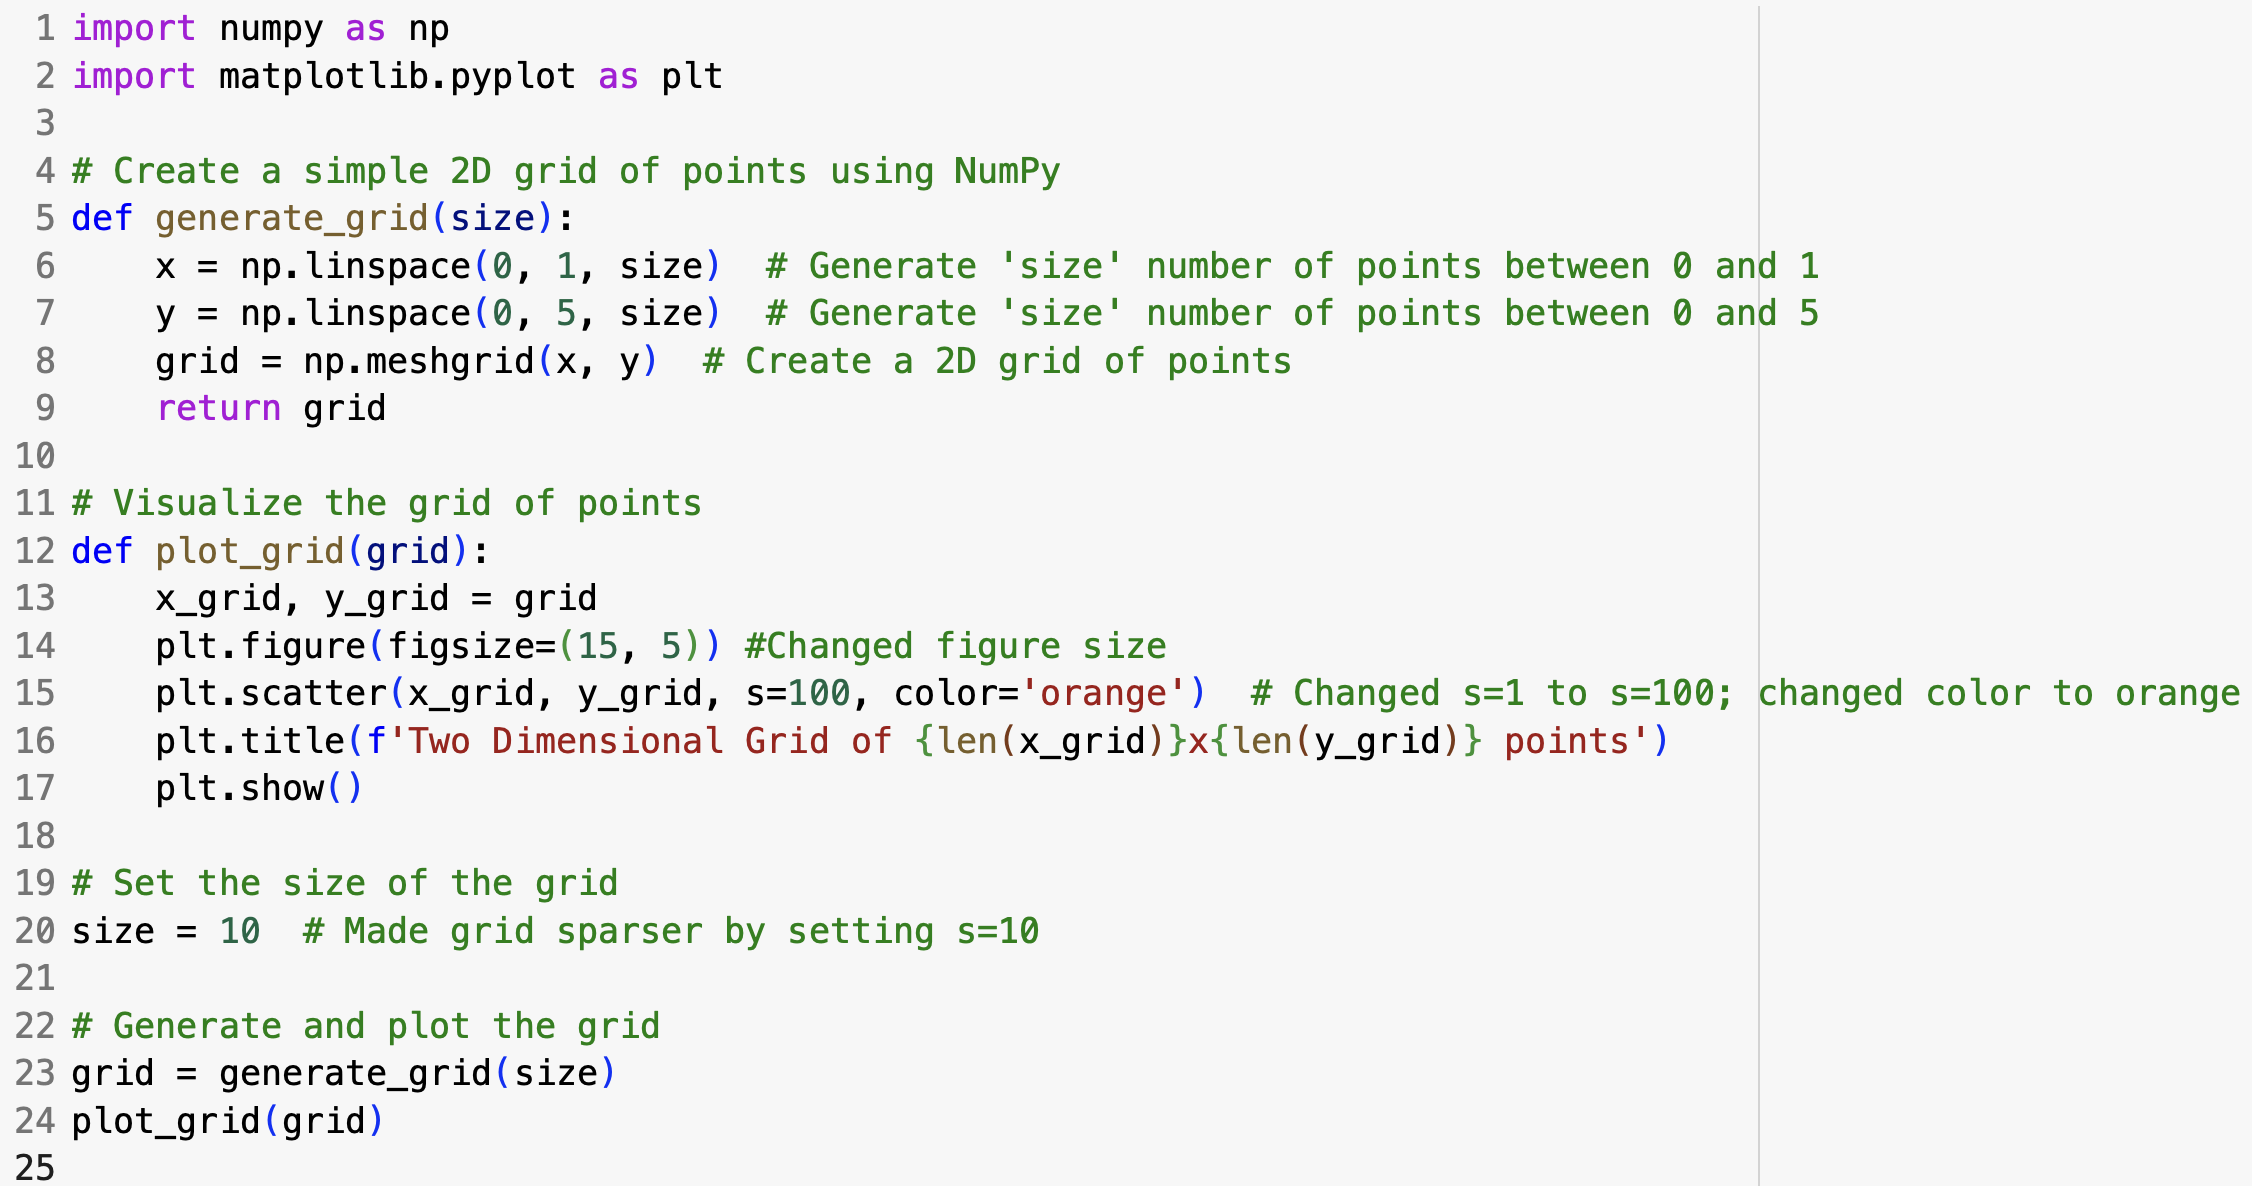 1 import numpy as np
2 import matplotlib.pyplot as plt
3
4 # Create a simple 2D grid of points using NumPy
5 def generate_grid(size):
6     x = np.linspace(0, 1, size)  # Generate 'size' number of points between 0 and 1
7     y = np.linspace(0, 5, size)  # Generate 'size' number of points between 0 and 5
8     grid = np.meshgrid(x, y)  # Create a 2D grid of points
9     return grid
10
11 # Visualize the grid of points
12 def plot_grid(grid):
13     x_grid, y_grid = grid
14     plt.figure(figsize=(15, 5)) #Changed figure size
15     plt.scatter(x_grid, y_grid, s=100, color='orange')  # Changed s=1 to s=100; changed color to orange
16     plt.title(f'Two Dimensional Grid of {len(x_grid)}x{len(y_grid)} points')
17     plt.show()
18
19 # Set the size of the grid
20 size = 10  # Made grid sparser by setting s=10
21
22 # Generate and plot the grid
23 grid = generate_grid(size)
24 plot_grid(grid)
25